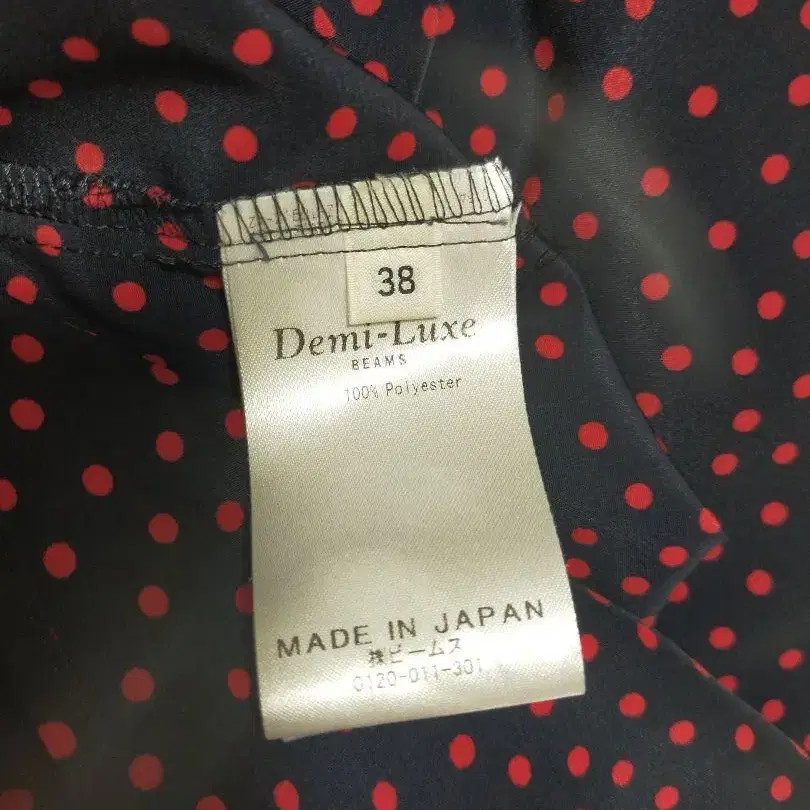 38
Demi-Luxe
BEAMS
100% Polyester
MADE IN JAPAN
㈱ビームス
0120-011-301